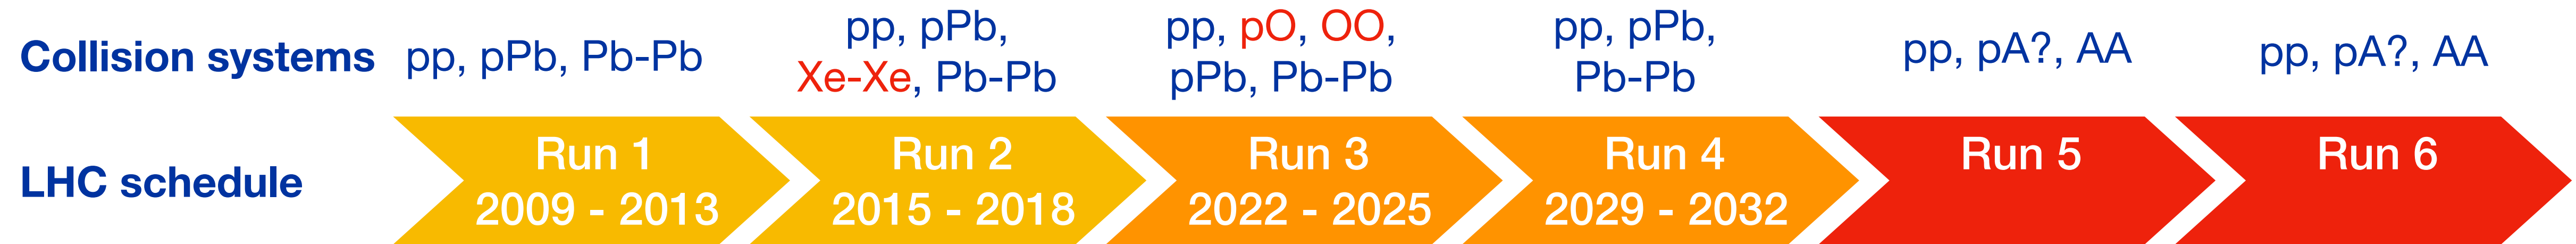 Collision systems
pp, pPb, Pb-Pb
pp, pPb,
Xe-Xe, Pb-Pb
pp, pO, OO,
pPb, Pb-Pb
pp, pPb,
Pb-Pb
pp, pA?, AA
pp, pA?, AA
LHC schedule
Run 1
2009 - 2013
Run 2
2015 - 2018
Run 3
2022 - 2025
Run 4
2029 - 2032
Run 5
Run 6